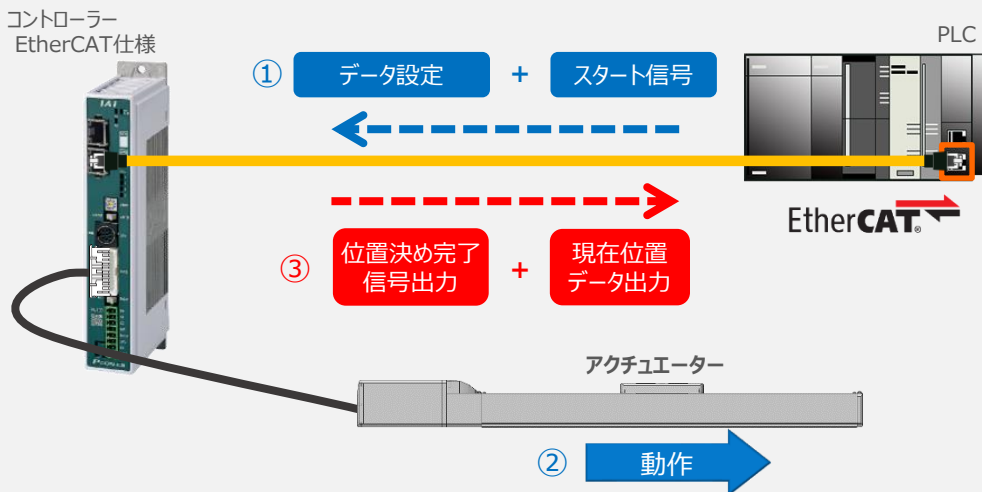 コントローラー
EtherCAT仕様
PLC
① データ設定 + スタート信号
IAI
EtherCAT®
③ 位置決め完了
信号出力
+
現在位置
データ出力
アクチュエーター
② 動作